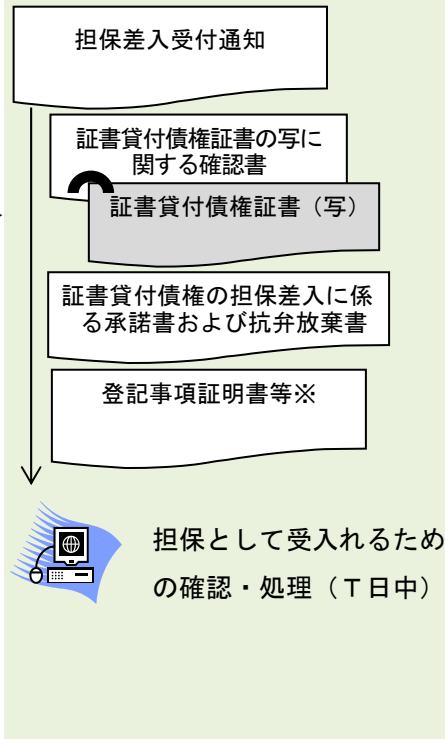 担保差入受付通知
証書貸付債権証書の写に
関する確認書
証書貸付債権証書（写）
証書貸付債権の担保差入に係
る承諾書および抗弁放棄書
登記事項証明書等※
担保として受入れるため
の確認・処理（Ｔ日中）